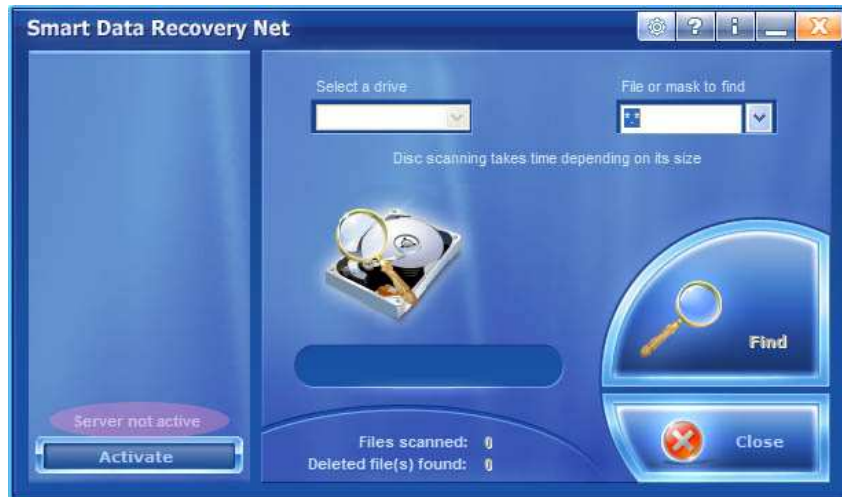 Smart Data Recovery Net
Select a drive
File or mask to find
*.*
Disc scanning takes time depending on its size
Find
Server not active
Activate
Files scanned: 0
Deleted file(s) found: 0
Close